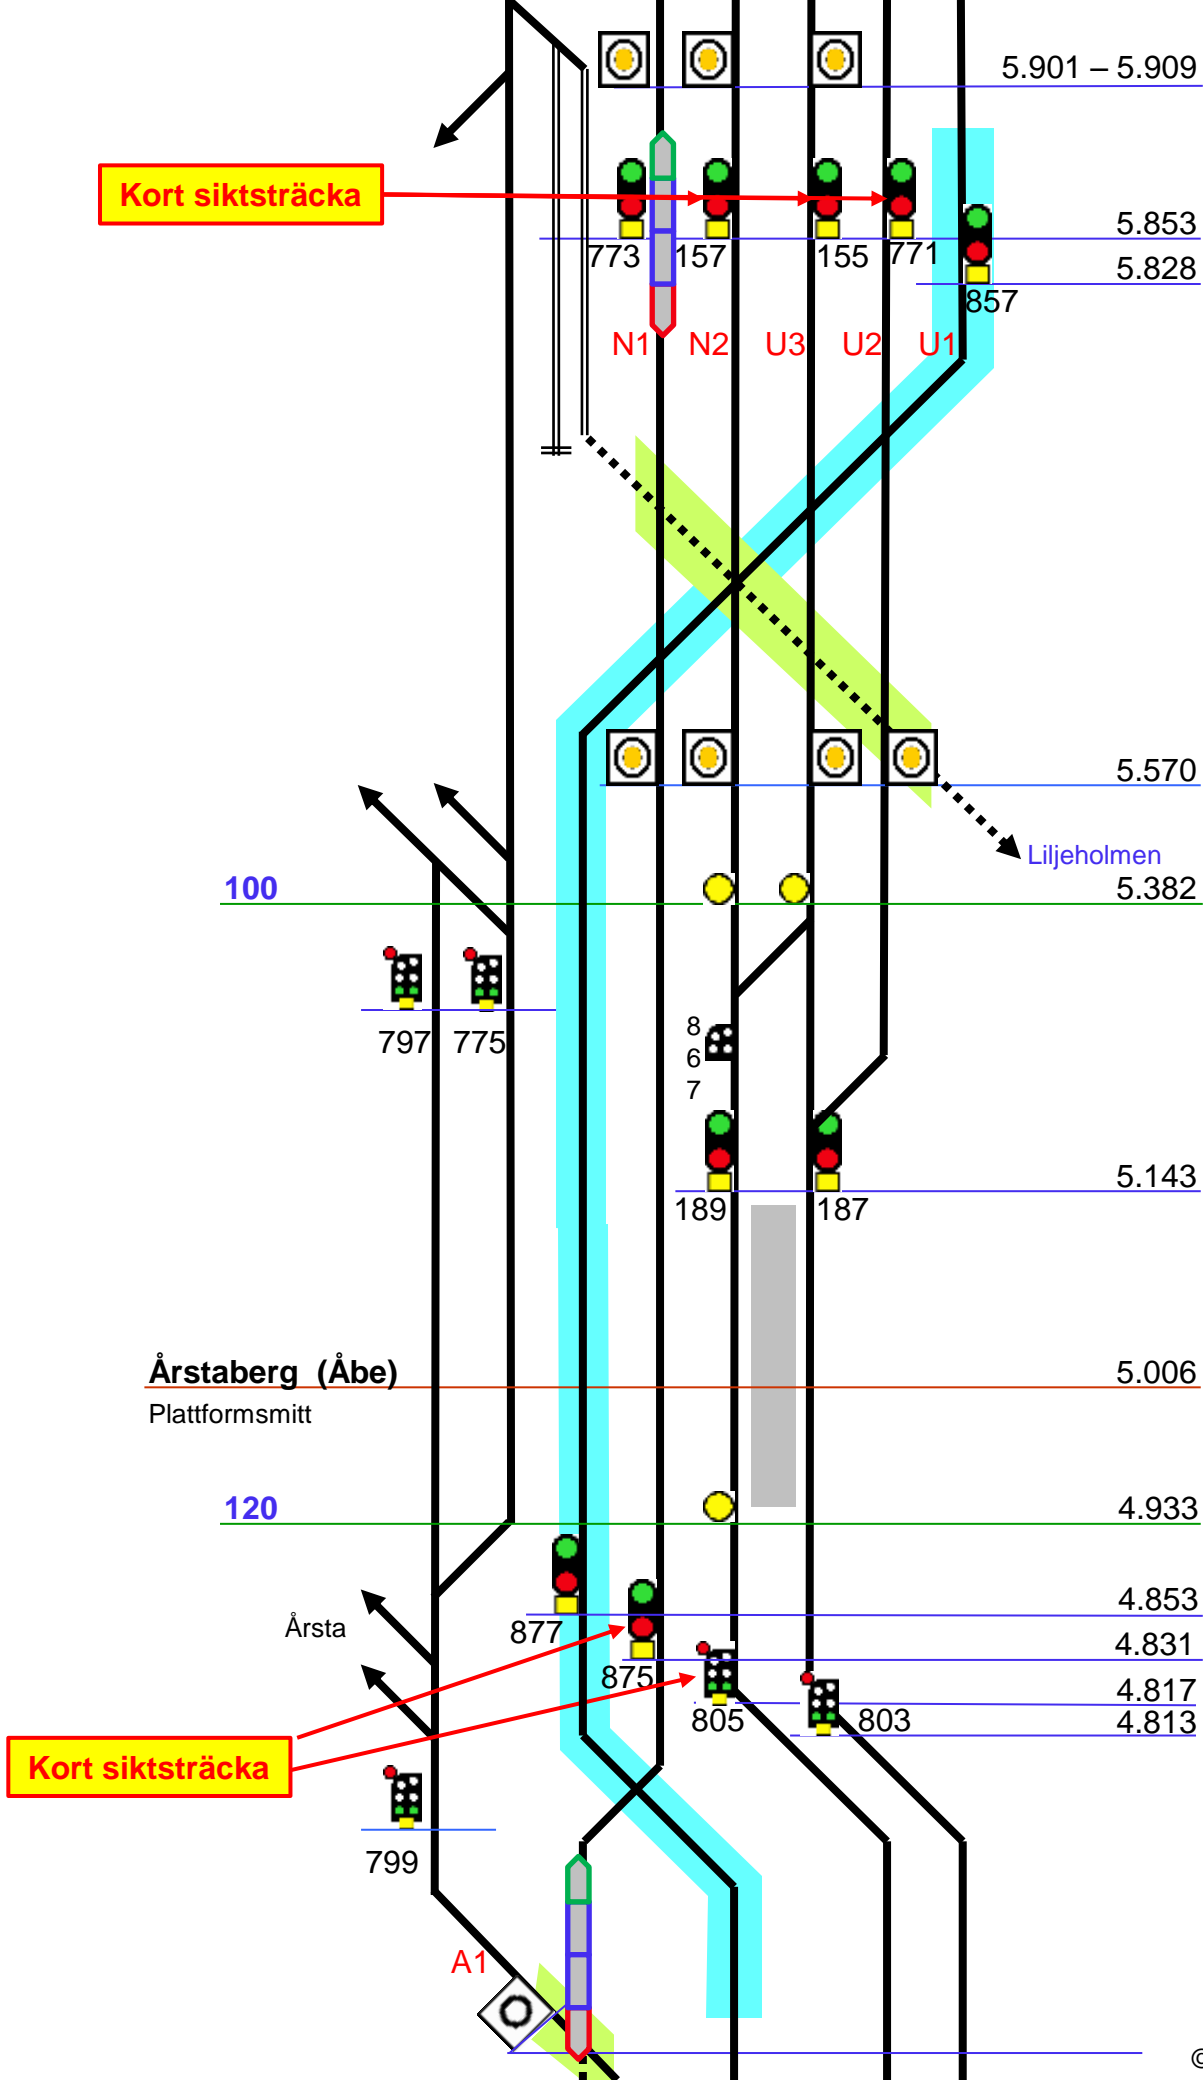 5.901 – 5.909
Kort siktsträcka
5.853
773 157 155 771
5.828
857
N1 N2 U3 U2 U1
5.570
Liljeholmen
100 5.382
797 775
8
6
7
5.143
189 187
Årstaberg (Åbe) 5.006
Plattformsmitt
120 4.933
4.853
Årsta 877
4.831
875
4.817
805 803 4.813
Kort siktsträcka
799
A1
©